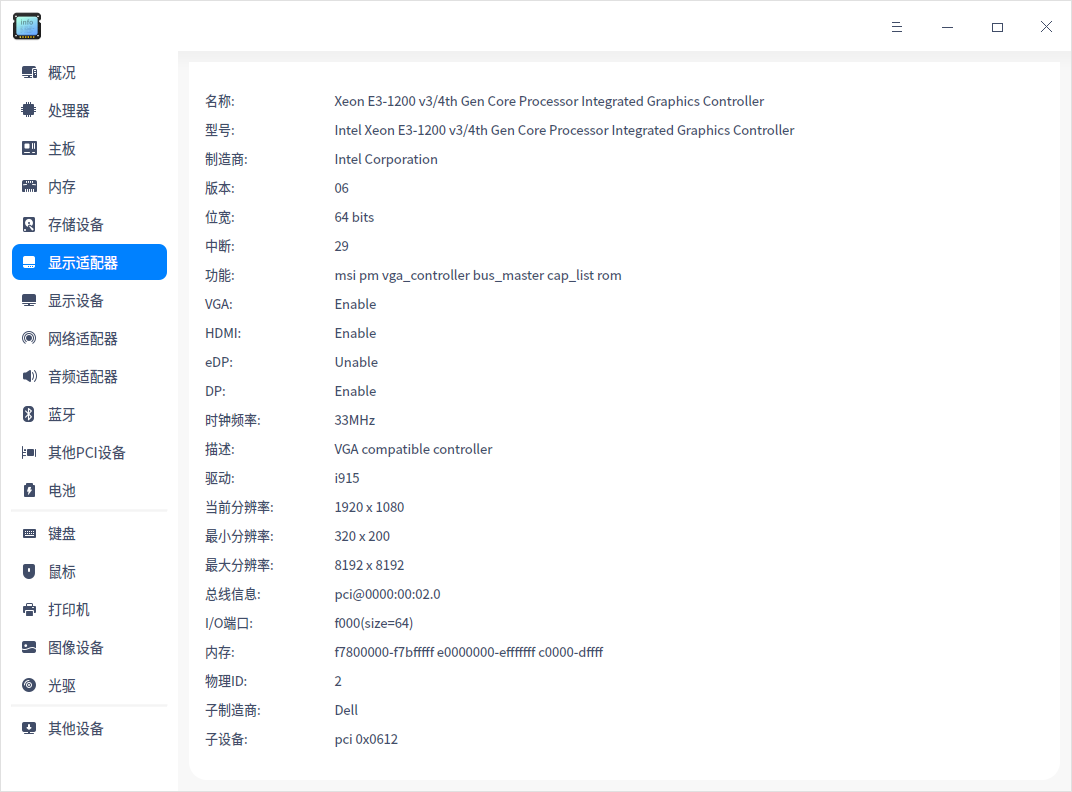 info
概况
处理器
主板
内存
存储设备
显示适配器
显示设备
网络适配器
音频适配器
蓝牙
其他PCI设备
电池
键盘
鼠标
打印机
图像设备
光驱
其他设备
名称: Xeon E3-1200 v3/4th Gen Core Processor Integrated Graphics Controller
型号: Intel Xeon E3-1200 v3/4th Gen Core Processor Integrated Graphics Controller
制造商: Intel Corporation
版本: 06
位宽: 64 bits
中断: 29
功能: msi pm vga_controller bus_master cap_list rom
VGA: Enable
HDMI: Enable
eDP: Unable
DP: Enable
时钟频率: 33MHz
描述: VGA compatible controller
驱动: i915
当前分辨率: 1920 x 1080
最小分辨率: 320 x 200
最大分辨率: 8192 x 8192
总线信息: pci@0000:00:02.0
I/O端口: f000(size=64)
内存: f7800000-f7bfffff e0000000-efffffff c0000-dffff
物理ID: 2
子制造商: Dell
子设备: pci 0x0612